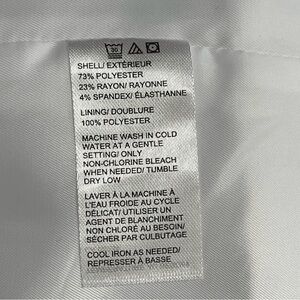 30
SHELL/ EXTÉRIEUR
73% POLYESTER
23% RAYON/ RAYONNE
4% SPANDEX/ ÉLASTHANNE
LINING/ DOUBLURE
100% POLYESTER
MACHINE WASH IN COLD
WATER AT A GENTLE
SETTING/ ONLY
NON-CHLORINE BLEACH
WHEN NEEDED/ TUMBLE
DRY LOW
LAVER À LA MACHINE À
L'EAU FROIDE AU CYCLE
DÉLICAT/ UTILISER UN
AGENT DE BLANCHIMENT
NON CHLORÉ AU BESOIN/
SÉCHER PAR CULBUTAGE
COOL IRON AS NEEDED/
REPRESSER À BASSE